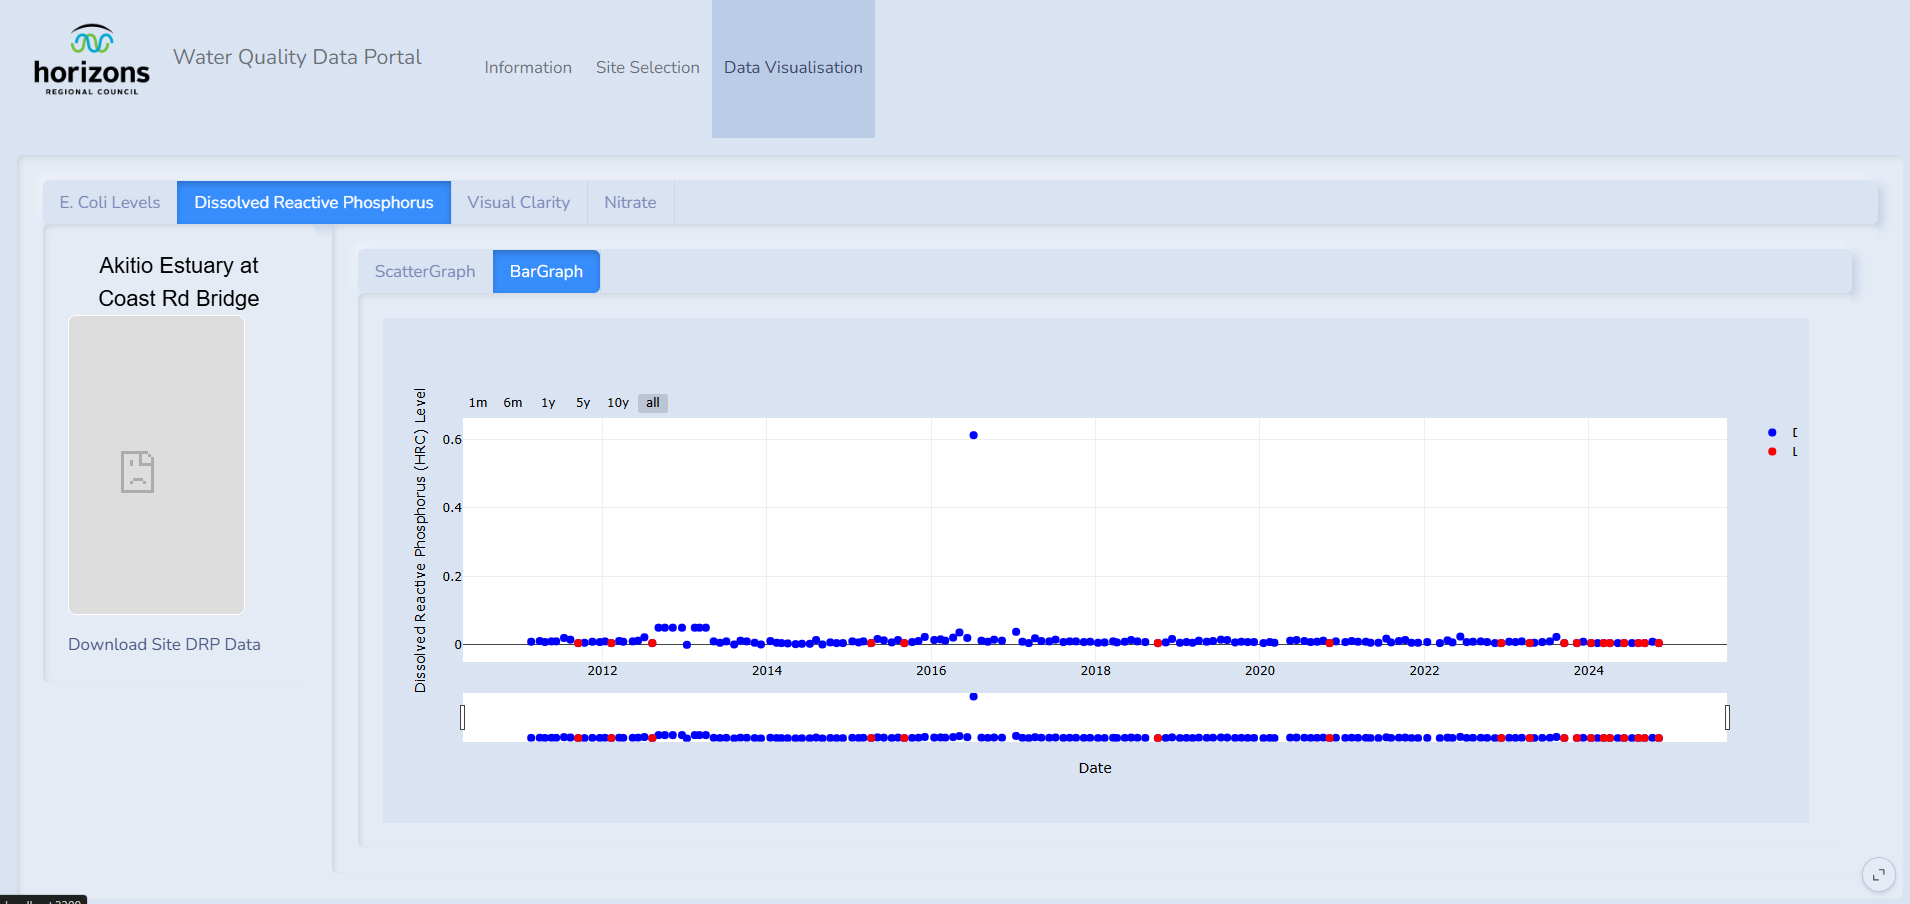 horizons
REGIONAL COUNCIL
Water Quality Data Portal
Information
Site Selection
Data Visualisation
E. Coli Levels
Dissolved Reactive Phosphorus
Visual Clarity
Nitrate
Akitio Estuary at
Coast Rd Bridge
Download Site DRP Data
ScatterGraph
BarGraph
1m 6m 1y 5y 10y all
Dissolved Reactive Phosphorus (HRC) Level
0.6
0.4
0.2
0
2012 2014 2016 2018 2020 2022 2024
Date